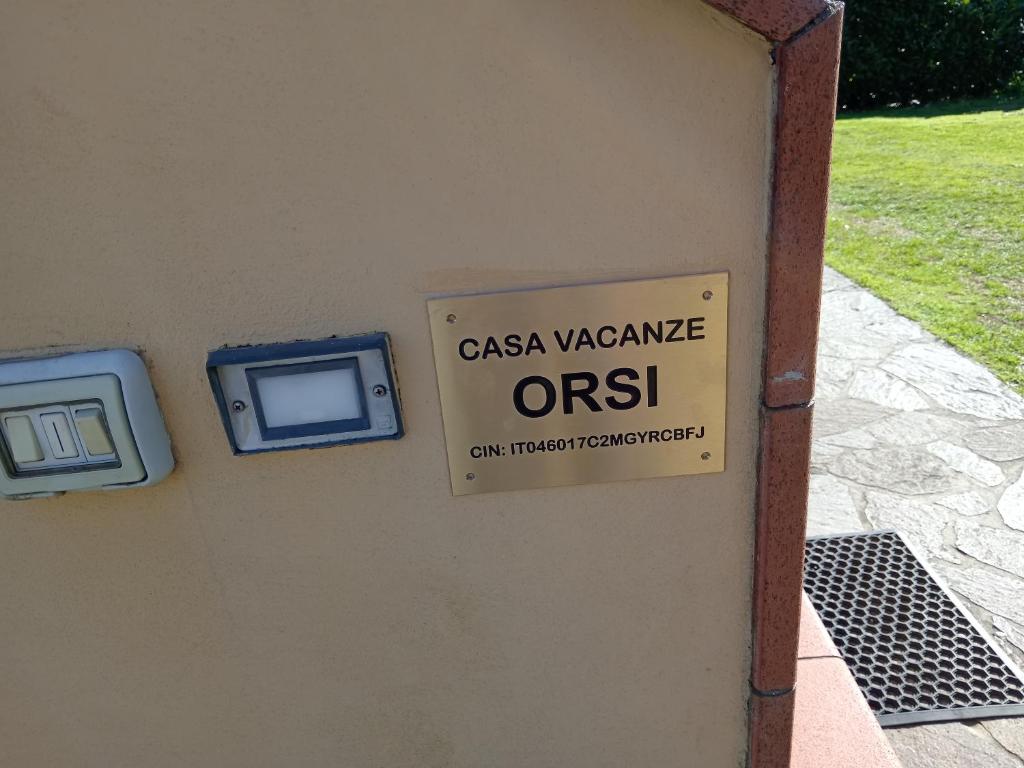 CASA VACANZE
ORSI
CIN: IT046017C2MGYRCBFJ